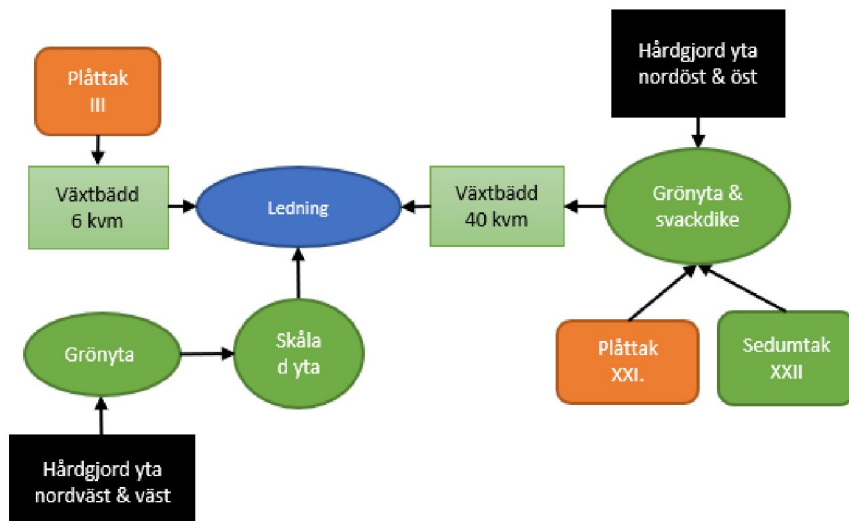 Plåttak
III
Hårdgjord yta
nordöst & öst
Växtbädd
6 kvm
Ledning
Växtbädd
40 kvm
Grönyta &
svackdike
Grönyta
Skåla
d yta
Plåttak
XXI.
Sedumtak
XXII
Hårdgjord yta
nordväst & väst